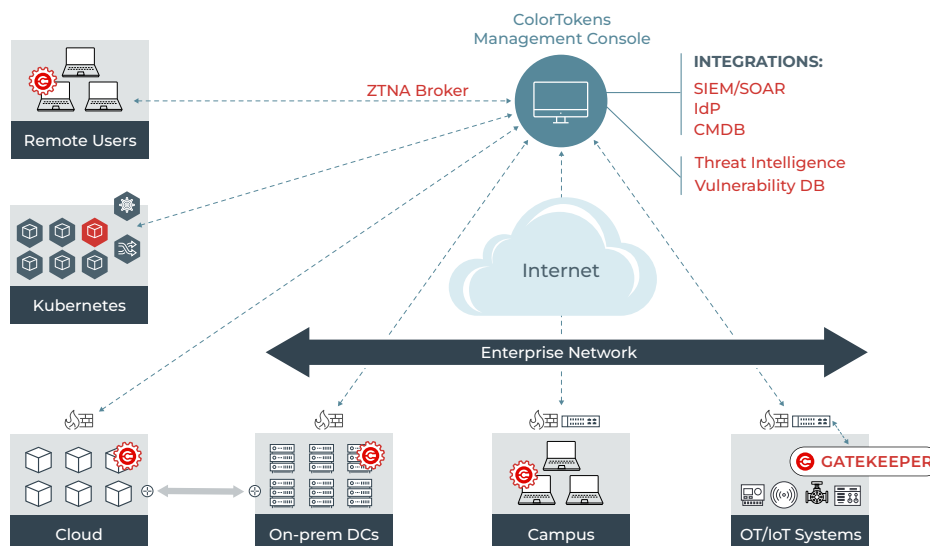 ColorTokens
Management Console
INTEGRATIONS:
SIEM/SOAR
IdP
CMDB
Threat Intelligence
Vulnerability DB
ZTNA Broker
Remote Users
Kubernetes
Internet
Enterprise Network
GATEKEEPER
Cloud
On-prem DCs
Campus
OT/IoT Systems